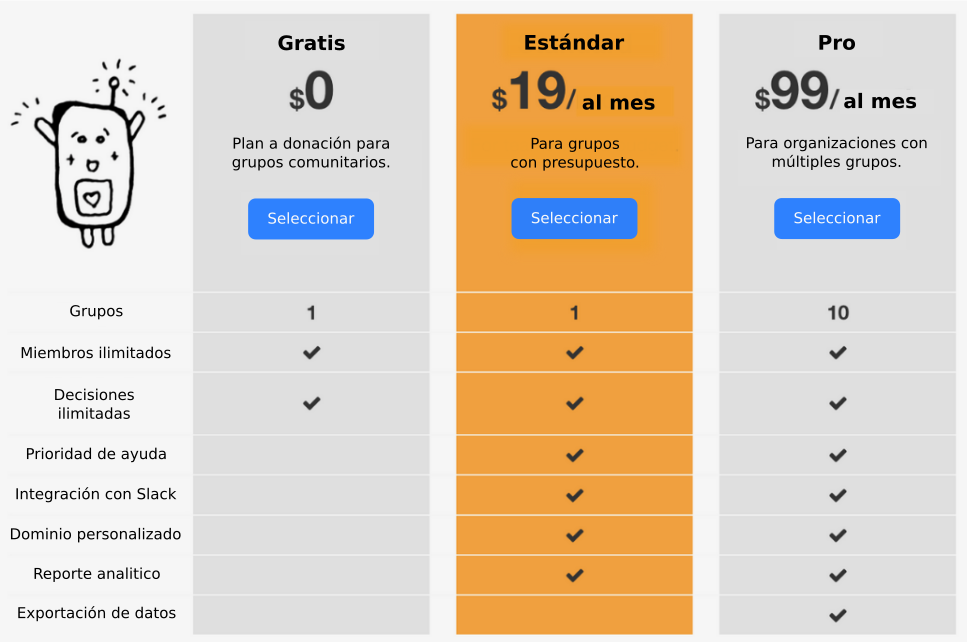 Gratis
$0
Plan a donación para
grupos comunitarios.
Seleccionar
Estándar
$19/ al mes
Para grupos
con presupuesto.
Seleccionar
Pro
$99/ al mes
Para organizaciones con
múltiples grupos.
Seleccionar
Grupos 1 1 10
Miembros ilimitados ✔ ✔ ✔
Decisiones
ilimitadas ✔ ✔ ✔
Prioridad de ayuda ✔ ✔
Integración con Slack ✔ ✔
Dominio personalizado ✔ ✔
Reporte analitico ✔ ✔
Exportación de datos ✔